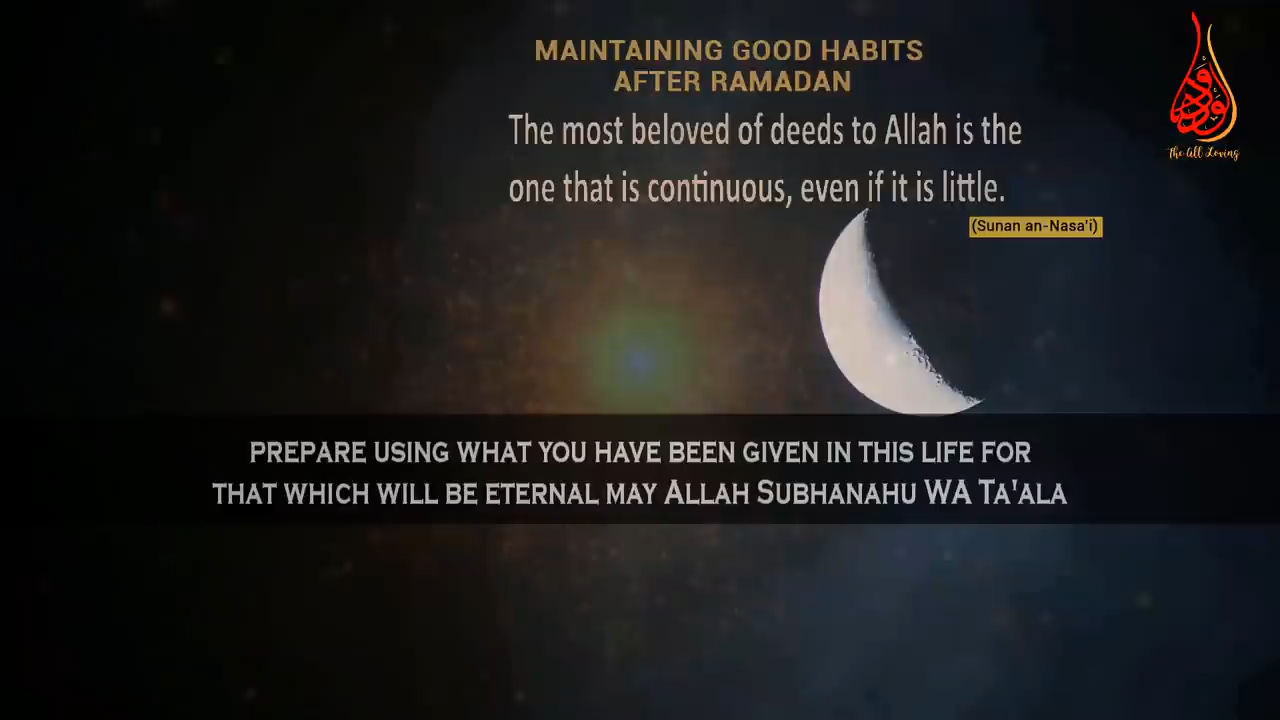 MAINTAINING GOOD HABITS
AFTER RAMADAN
The most beloved of deeds to Allah is the
one that is continuous, even if it is little.
(Sunan an-Nasa'i)
الودود
The All Loving
PREPARE USING WHAT YOU HAVE BEEN GIVEN IN THIS LIFE FOR
THAT WHICH WILL BE ETERNAL MAY ALLAH SUBHANAHU WA TA'ALA